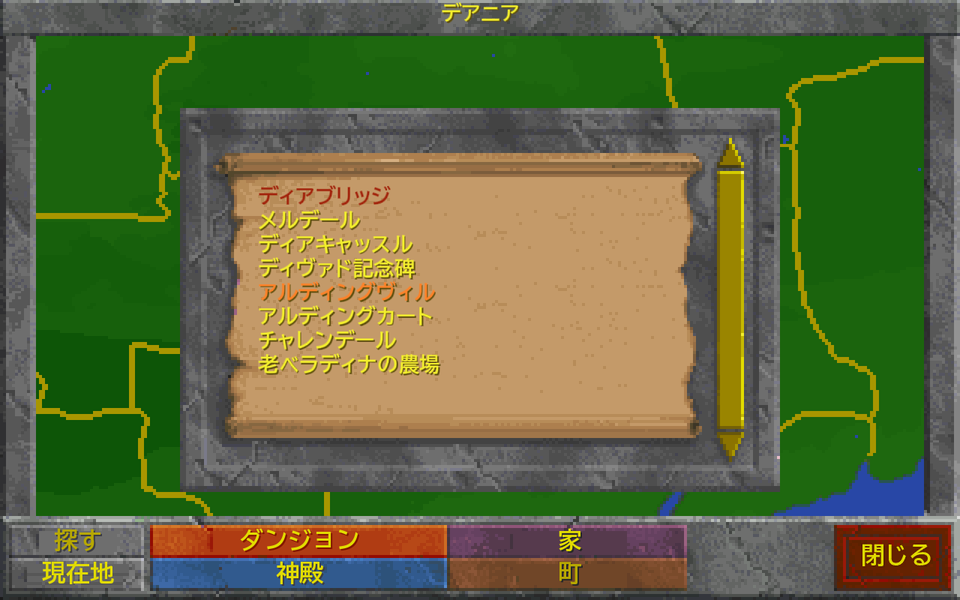 デアニア
ディアブリッジ
メルデール
ディアキャッスル
ディヴァド記念碑
アルディングヴィル
アルディングカート
チャレンデール
老ベラディナの農場
探す
ダンジョン
家
閉じる
現在地
神殿
町